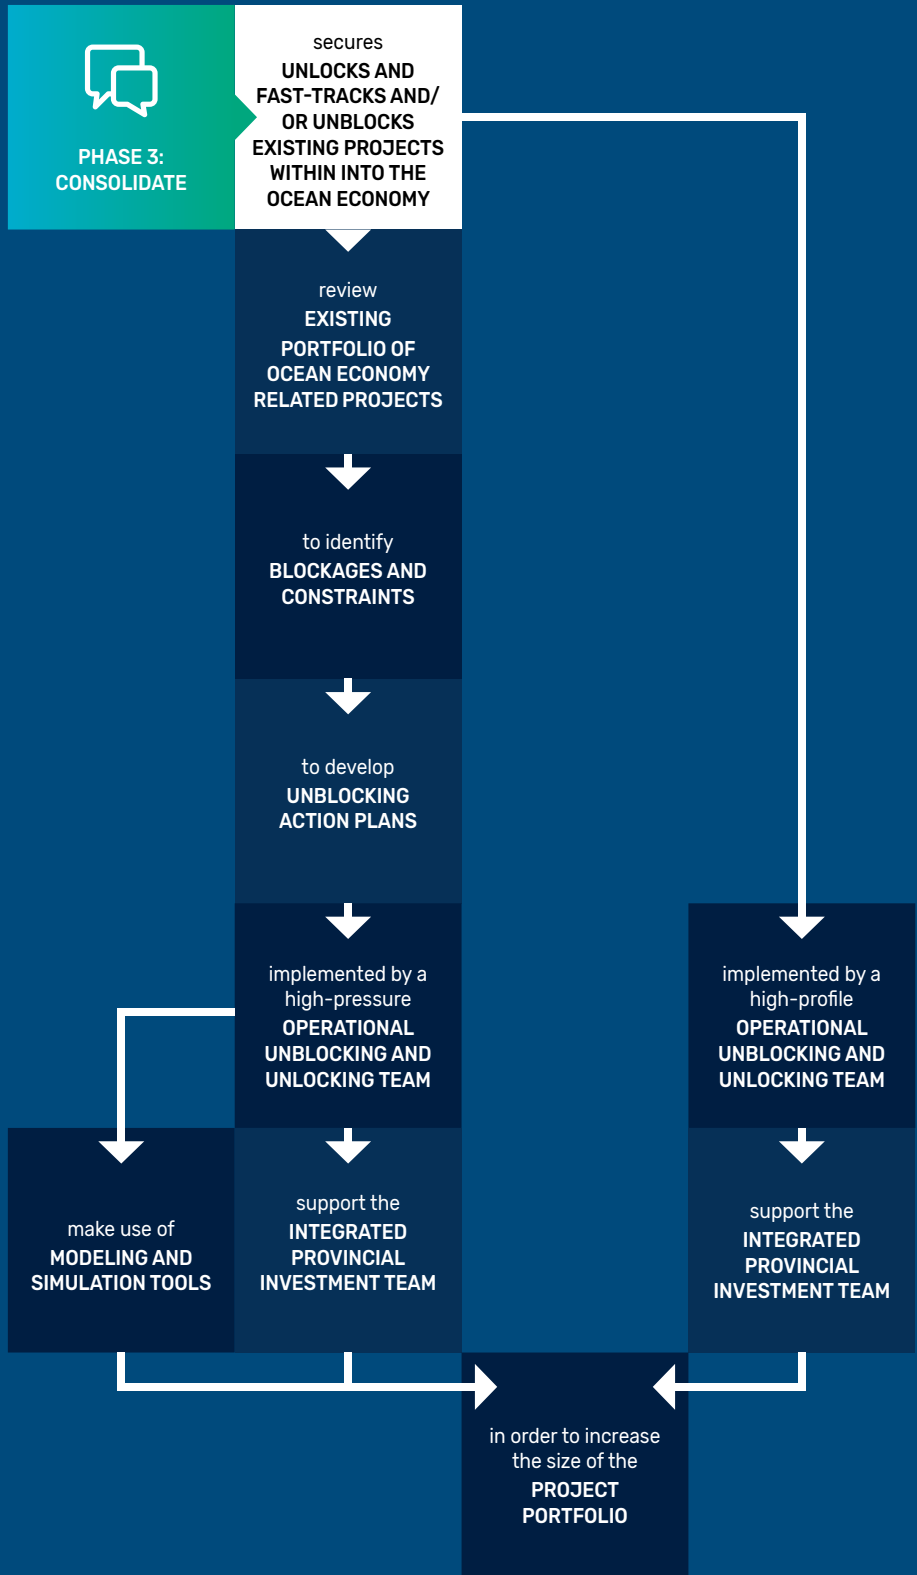 PHASE 3:
CONSOLIDATE
secures
UNLOCKS AND
FAST-TRACKS AND/
OR UNBLOCKS
EXISTING PROJECTS
WITHIN INTO THE
OCEAN ECONOMY
review
EXISTING
PORTFOLIO OF
OCEAN ECONOMY
RELATED PROJECTS
to identify
BLOCKAGES AND
CONSTRAINTS
to develop
UNBLOCKING
ACTION PLANS
implemented by a
high-pressure
OPERATIONAL
UNBLOCKING AND
UNLOCKING TEAM
implemented by a
high-profile
OPERATIONAL
UNBLOCKING AND
UNLOCKING TEAM
make use of
MODELING AND
SIMULATION TOOLS
support the
INTEGRATED
PROVINCIAL
INVESTMENT TEAM
support the
INTEGRATED
PROVINCIAL
INVESTMENT TEAM
in order to increase
the size of the
PROJECT
PORTFOLIO